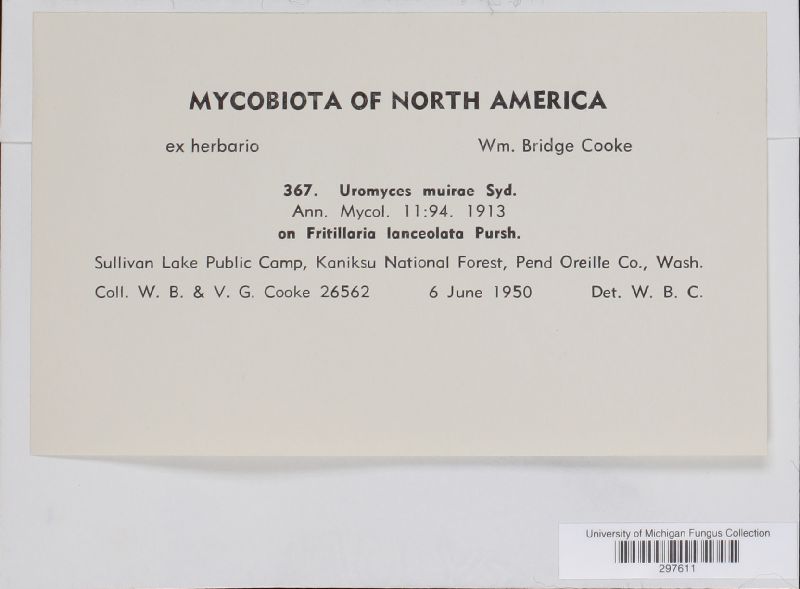 MYCOBIOTA OF NORTH AMERICA
ex herbario Wm. Bridge Cooke
367. Uromyces muirae Syd.
Ann. Mycol. 11:94. 1913
on Fritillaria lanceolata Pursh.
Sullivan Lake Public Camp, Kaniksu National Forest, Pend Oreille Co., Wash.
Coll. W. B. & V. G. Cooke 26562 6 June 1950 Det. W. B. C.
University of Michigan Fungus Collection
297611